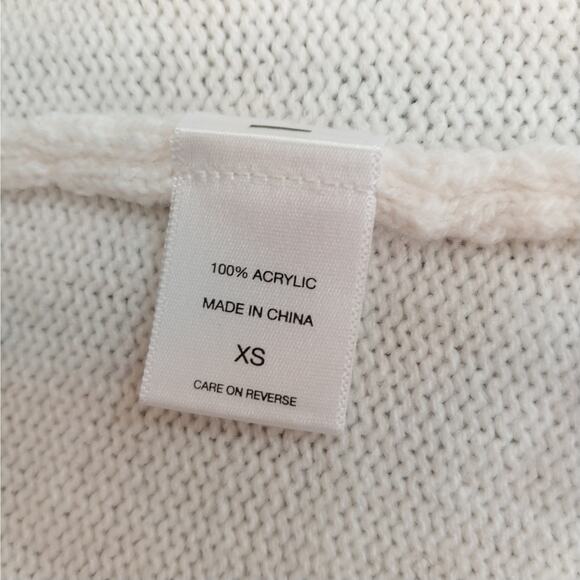 100% ACRYLIC
MADE IN CHINA
XS
CARE ON REVERSE